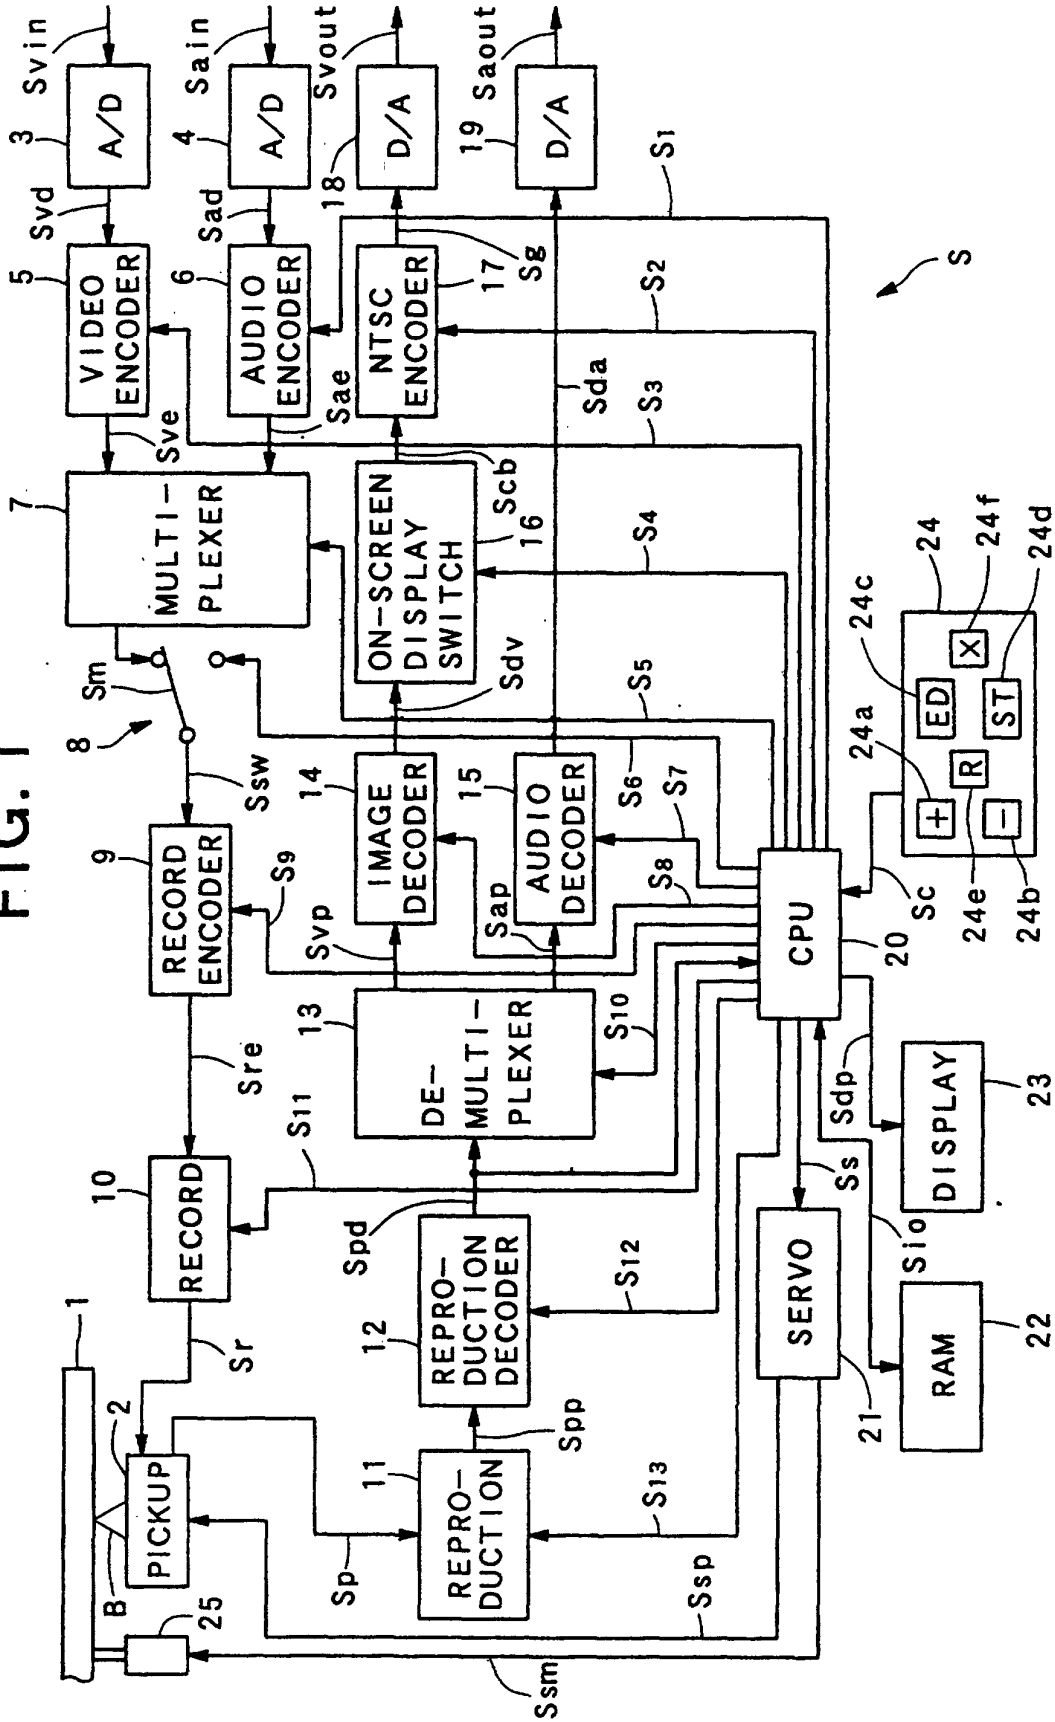 FIG. 1
1
2
PICKUP
B
25
Sr
10
RECORD
Sre
9
RECORD
ENCODER
Ssw
8
Sm
7
MULTI-
PLEXER
Sve
5
VIDEO
ENCODER
Svd
3
A/D
Svin
Sae
6
AUDIO
ENCODER
Sad
4
A/D
Sain
Sp
11
REPRO-
DUCTION
Spp
12
REPRO-
DUCTION
DECODER
Spd
13
DE-
MULTI-
PLEXER
Svp
14
IMAGE
DECODER
Sdv
ON-SCREEN
DISPLAY
SWITCH
16
Scb
NTSC
ENCODER
17
Sg
18
D/A
Svout
Sap
15
AUDIO
DECODER
Sda
19
D/A
Saout
S11
S9
S10
S12
S13
S8
S7
S6
S5
S4
S3
S2
S1
Ssm
Ssp
21
SERVO
Ss
CPU
20
Sio
Sdp
Sc
RAM
22
DISPLAY
23
24
24a
+
24b
−
24c
ED
24d
ST
24e
R
24f
X
S